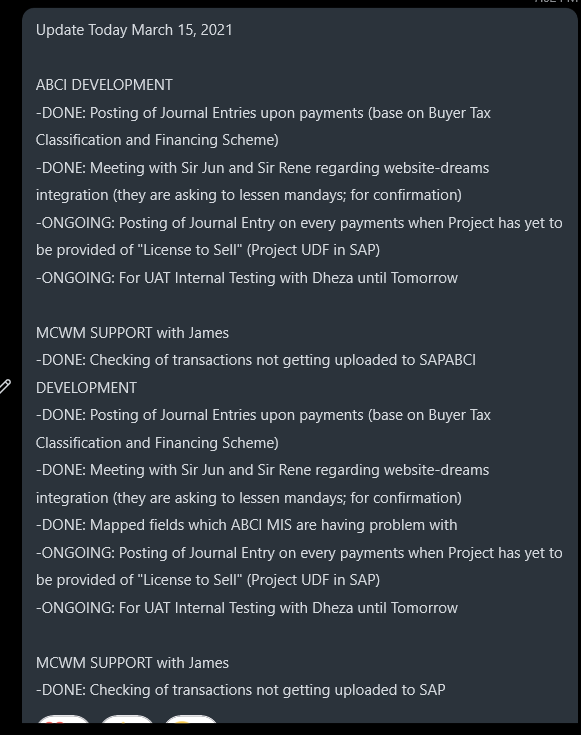 Update Today March 15, 2021
ABCI DEVELOPMENT
-DONE: Posting of Journal Entries upon payments (base on Buyer Tax
Classification and Financing Scheme)
-DONE: Meeting with Sir Jun and Sir Rene regarding website-dreams
integration (they are asking to lessen mandays; for confirmation)
-ONGOING: Posting of Journal Entry on every payments when Project has yet to
be provided of "License to Sell" (Project UDF in SAP)
-ONGOING: For UAT Internal Testing with Dheza until Tomorrow
MCWM SUPPORT with James
-DONE: Checking of transactions not getting uploaded to SAPABCI
DEVELOPMENT
-DONE: Posting of Journal Entries upon payments (base on Buyer Tax
Classification and Financing Scheme)
-DONE: Meeting with Sir Jun and Sir Rene regarding website-dreams
integration (they are asking to lessen mandays; for confirmation)
-DONE: Mapped fields which ABCI MIS are having problem with
-ONGOING: Posting of Journal Entry on every payments when Project has yet to
be provided of "License to Sell" (Project UDF in SAP)
-ONGOING: For UAT Internal Testing with Dheza until Tomorrow
MCWM SUPPORT with James
-DONE: Checking of transactions not getting uploaded to SAP